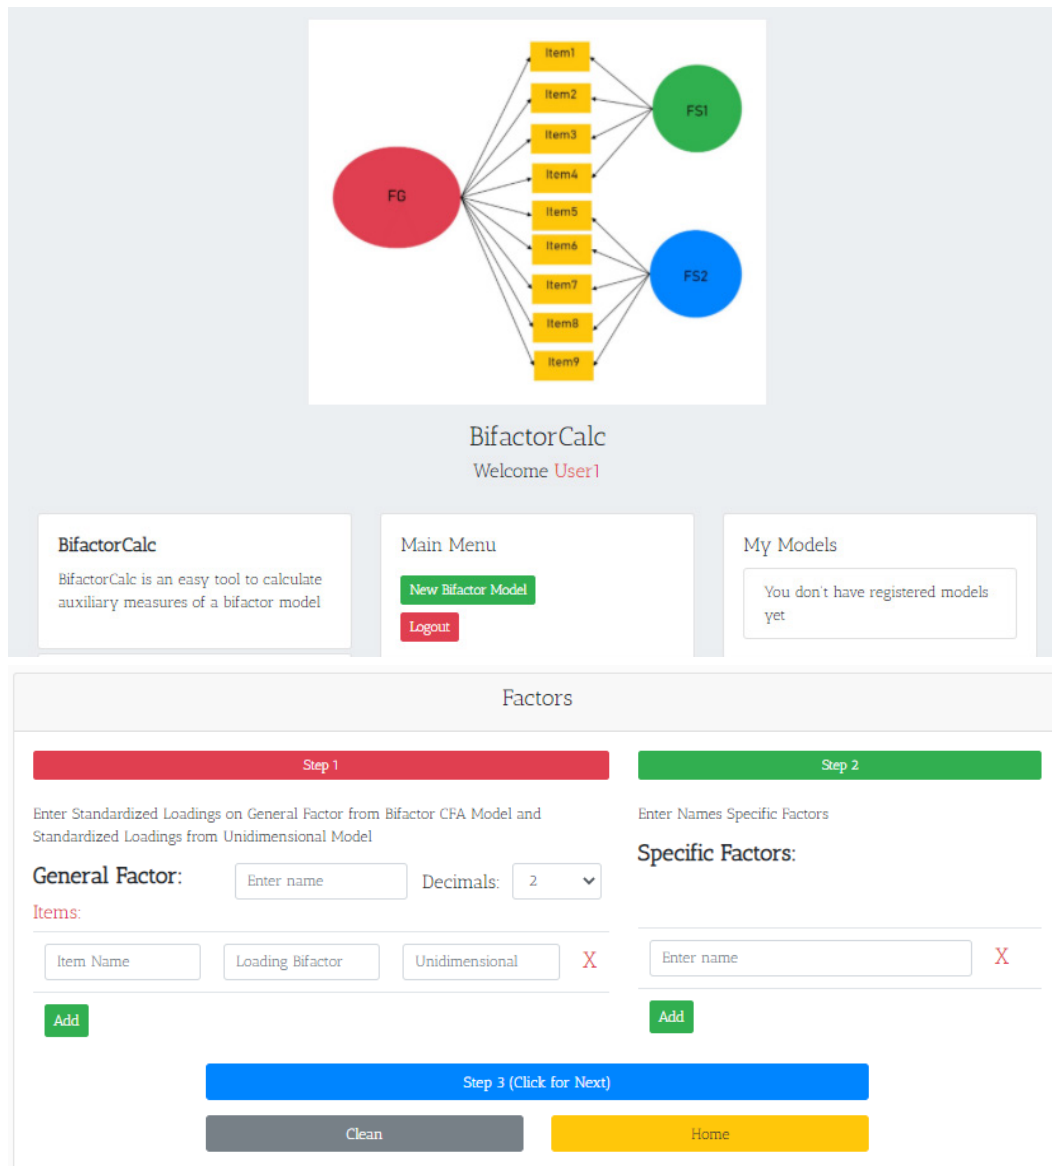 Item1
Item2
FS1
Item3
Item4
FG
Item5
Item6
FS2
Item7
Item8
Item9
BifactorCalc
Welcome User1
BifactorCalc
BifactorCalc is an easy tool to calculate
auxiliary measures of a bifactor model
Main Menu
New Bifactor Model
Logout
My Models
You don't have registered models
yet
Factors
Step 1
Enter Standardized Loadings on General Factor from Bifactor CFA Model and
Standardized Loadings from Unidimensional Model
General Factor: Enter name Decimals: 2
Items:
Item Name Loading Bifactor Unidimensional X
Add
Step 2
Enter Names Specific Factors
Specific Factors:
Enter name X
Add
Step 3 (Click for Next)
Clean Home